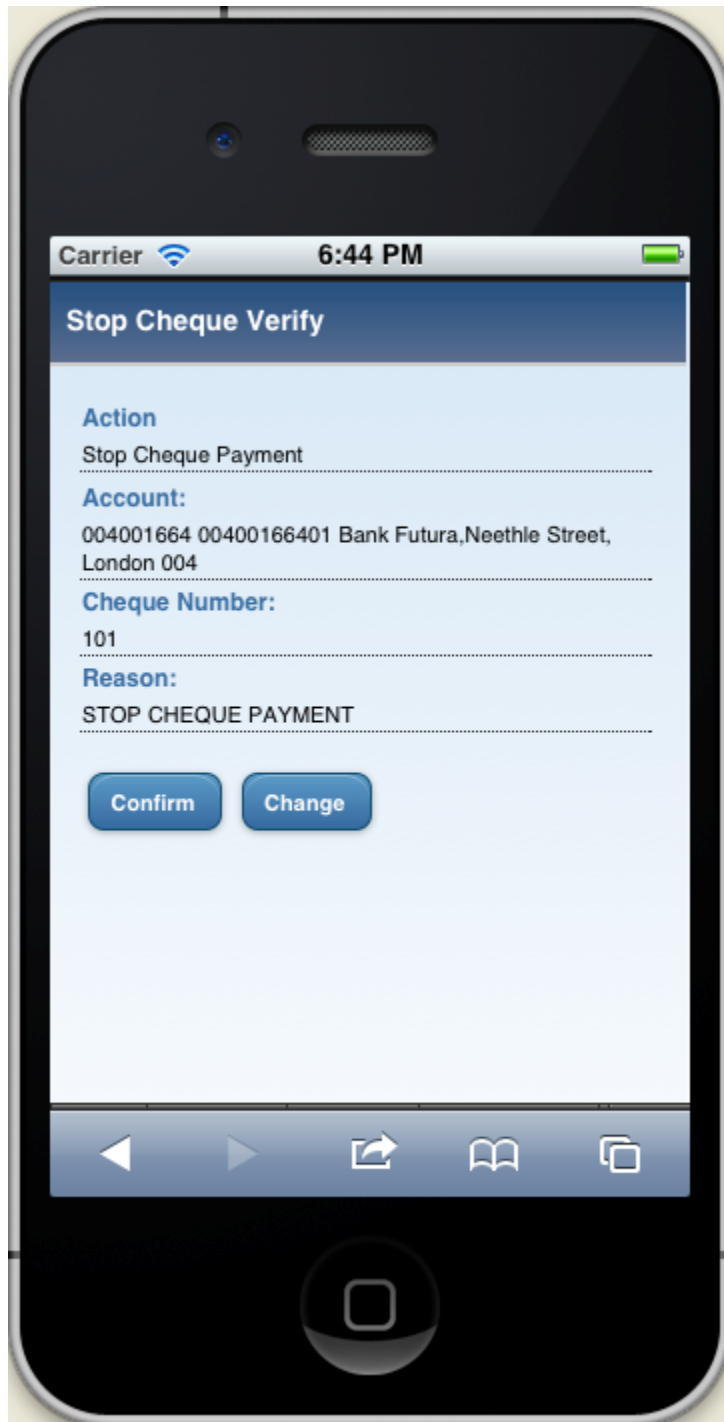 Carrier 6:44 PM
Stop Cheque Verify
Action
Stop Cheque Payment
Account:
004001664 00400166401 Bank Futura,Neethle Street,
London 004
Cheque Number:
101
Reason:
STOP CHEQUE PAYMENT
Confirm Change